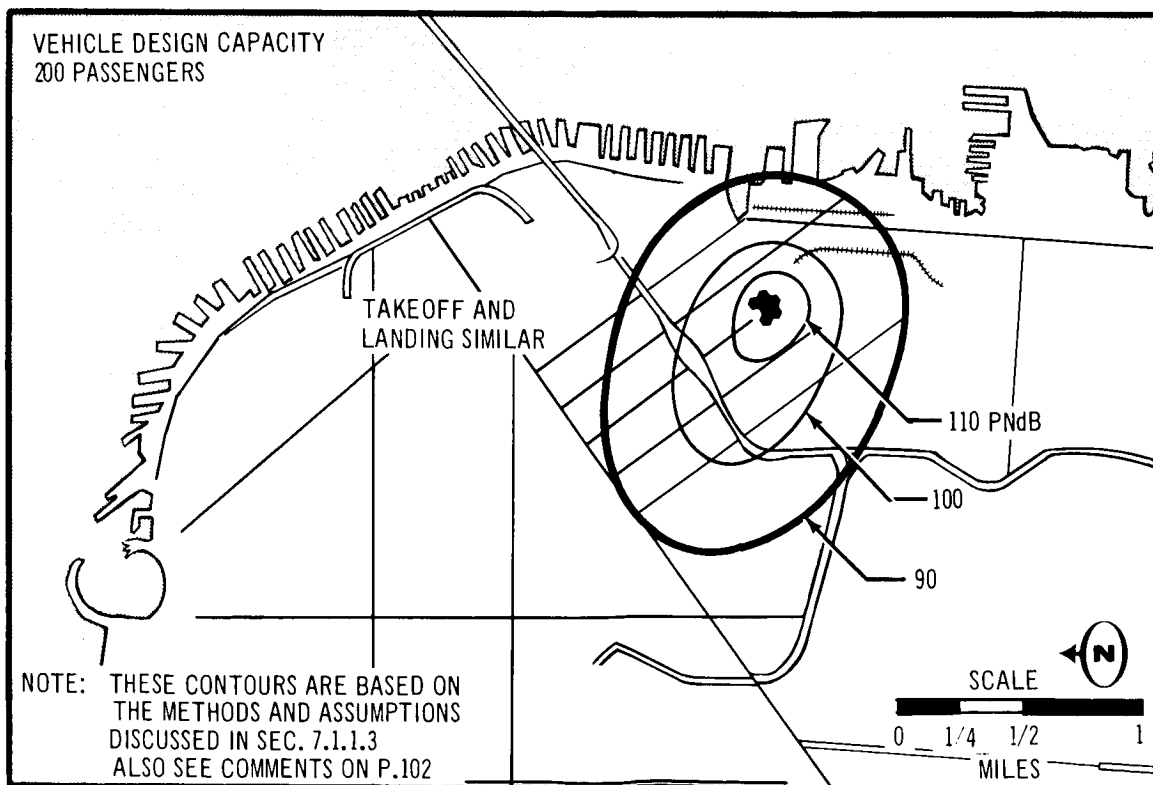 VEHICLE DESIGN CAPACITY
200 PASSENGERS
TAKEOFF AND
LANDING SIMILAR
110 PNdB
100
90
N
SCALE
0 1/4 1/2 1
MILES
NOTE: THESE CONTOURS ARE BASED ON
THE METHODS AND ASSUMPTIONS
DISCUSSED IN SEC. 7.1.1.3
ALSO SEE COMMENTS ON P.102